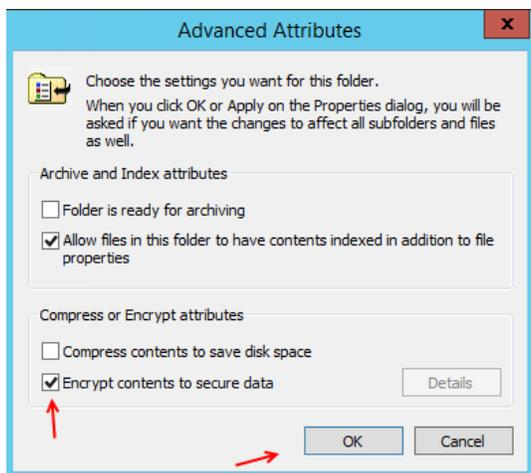 Advanced Attributes
x
Choose the settings you want for this folder.
When you click OK or Apply on the Properties dialog, you will be
asked if you want the changes to affect all subfolders and files
as well.
Archive and Index attributes
Folder is ready for archiving
Allow files in this folder to have contents indexed in addition to file
properties
Compress or Encrypt attributes
Compress contents to save disk space
Encrypt contents to secure data
Details
OK
Cancel